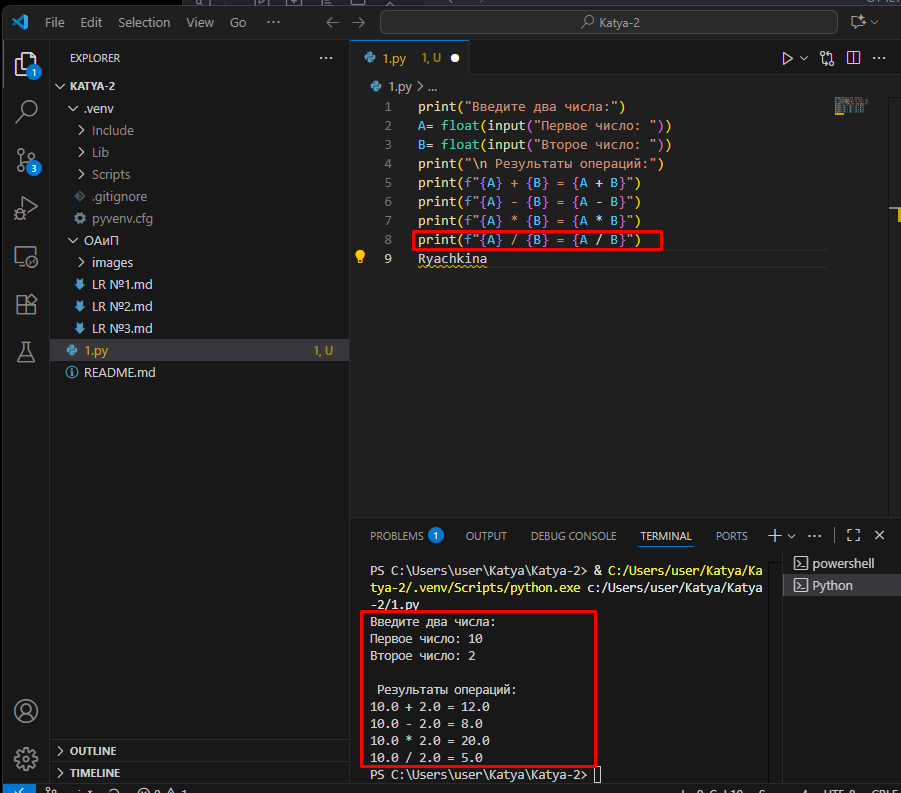 File Edit Selection View Go ··· Katya-2
EXPLORER ···
KATYA-2
.venv
Include
Lib
Scripts
.gitignore
pyvenv.cfg
ОАиП
images
LR №1.md
LR №2.md
LR №3.md
1.py 1, U
README.md
OUTLINE
TIMELINE
1
3
1.py 1, U
1.py > ...
1 print("Введите два числа:")
2 A= float(input("Первое число: "))
3 B= float(input("Второе число: "))
4 print("\n Результаты операций:")
5 print(f"{A} + {B} = {A + B}")
6 print(f"{A} - {B} = {A - B}")
7 print(f"{A} * {B} = {A * B}")
8 print(f"{A} / {B} = {A / B}")
9 Ryachkina
PROBLEMS 1 OUTPUT DEBUG CONSOLE TERMINAL PORTS
powershell
Python
PS C:\Users\user\Katya\Katya-2> & C:/Users/user/Katya/Ka
tya-2/.venv/Scripts/python.exe c:/Users/user/Katya/Katya
-2/1.py
Введите два числа:
Первое число: 10
Второе число: 2
Результаты операций:
10.0 + 2.0 = 12.0
10.0 - 2.0 = 8.0
10.0 * 2.0 = 20.0
10.0 / 2.0 = 5.0
PS C:\Users\user\Katya\Katya-2>